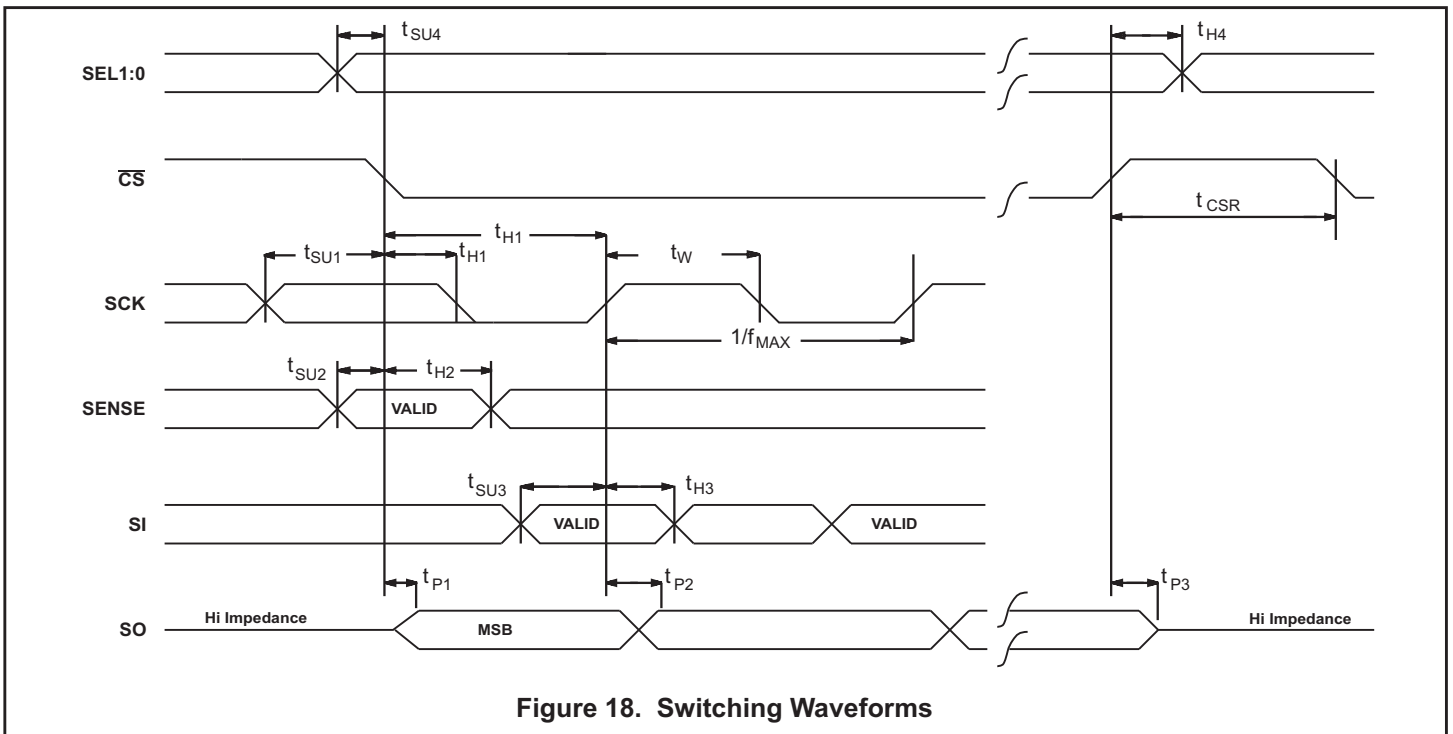 tSU4
tH4
SEL1:0
CS
tCSR
tH1
tSU1
tH1
tW
SCK
1/fMAX
tSU2
tH2
SENSE
VALID
tSU3
tH3
SI
VALID
VALID
tP1
tP2
tP3
SO
Hi Impedance
MSB
Hi Impedance
Figure 18. Switching Waveforms